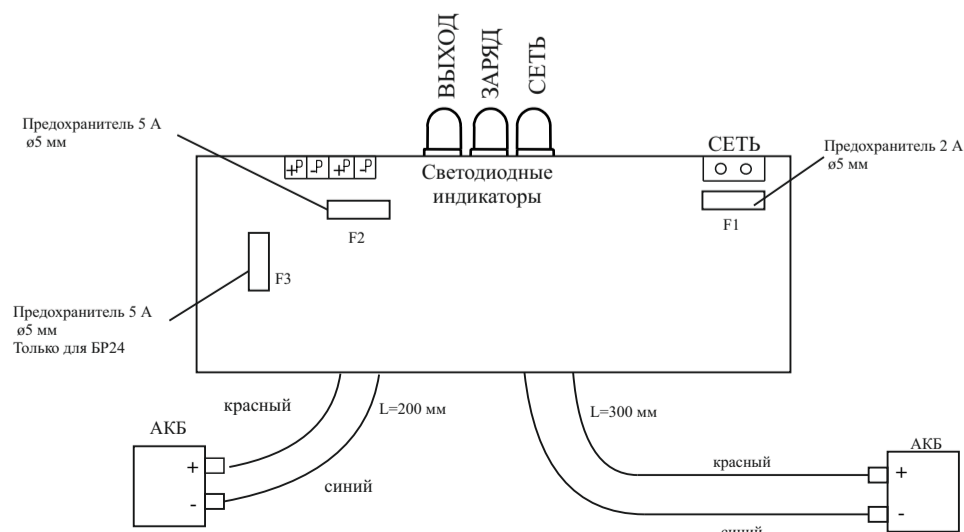 ВЫХОД
ЗАРЯД
СЕТЬ
Предохранитель 5 А
ø5 мм
СЕТЬ
Предохранитель 2 А
ø5 мм
+P -P +P -P
Светодиодные
индикаторы
F2
F1
F3
Предохранитель 5 А
ø5 мм
Только для БР24
красный
L=200 мм
L=300 мм
АКБ
+
-
синий
красный
АКБ
+
-
синий